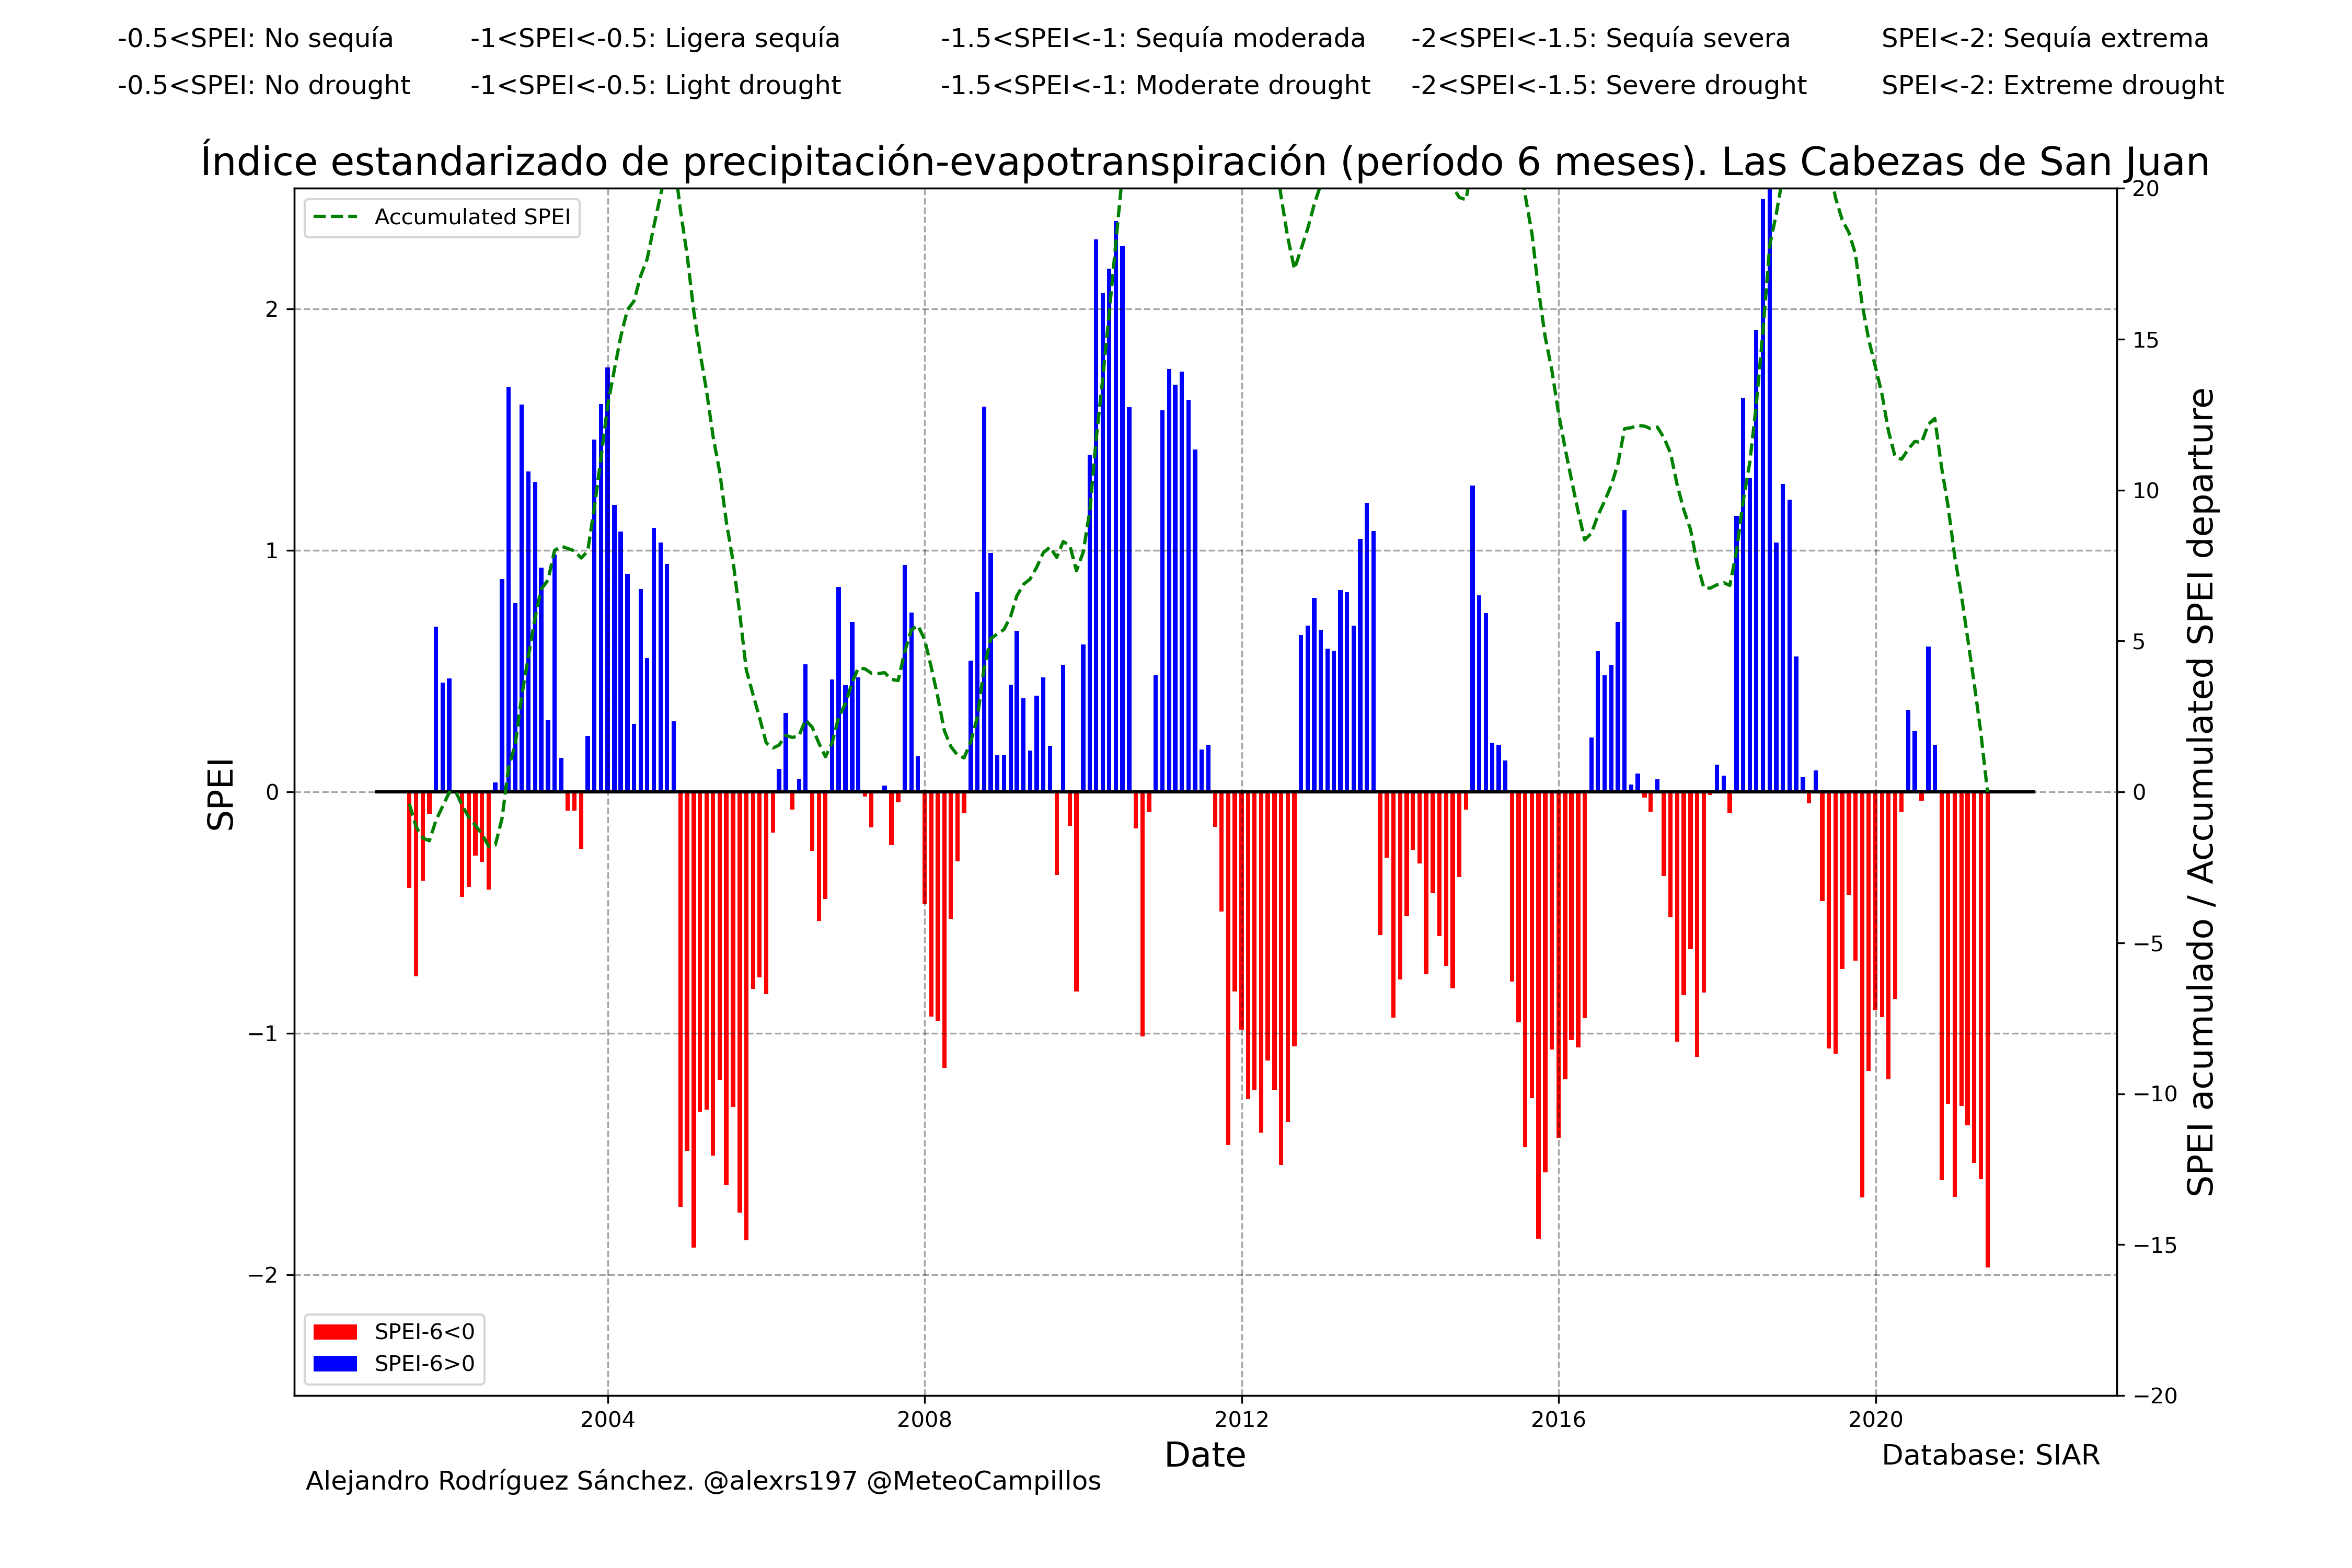 -0.5<SPEI: No sequía -1<SPEI<-0.5: Ligera sequía -1.5<SPEI<-1: Sequía moderada -2<SPEI<-1.5: Sequía severa SPEI<-2: Sequía extrema
-0.5<SPEI: No drought -1<SPEI<-0.5: Light drought -1.5<SPEI<-1: Moderate drought -2<SPEI<-1.5: Severe drought SPEI<-2: Extreme drought
Índice estandarizado de precipitación-evapotranspiración (período 6 meses). Las Cabezas de San Juan
Accumulated SPEI
SPEI
2
1
0
−1
−2
20
15
10
5
0
−5
−10
−15
−20
SPEI acumulado / Accumulated SPEI departure
SPEI-6<0
SPEI-6>0
2004 2008 2012 2016 2020
Date
Database: SIAR
Alejandro Rodríguez Sánchez. @alexrs197 @MeteoCampillos